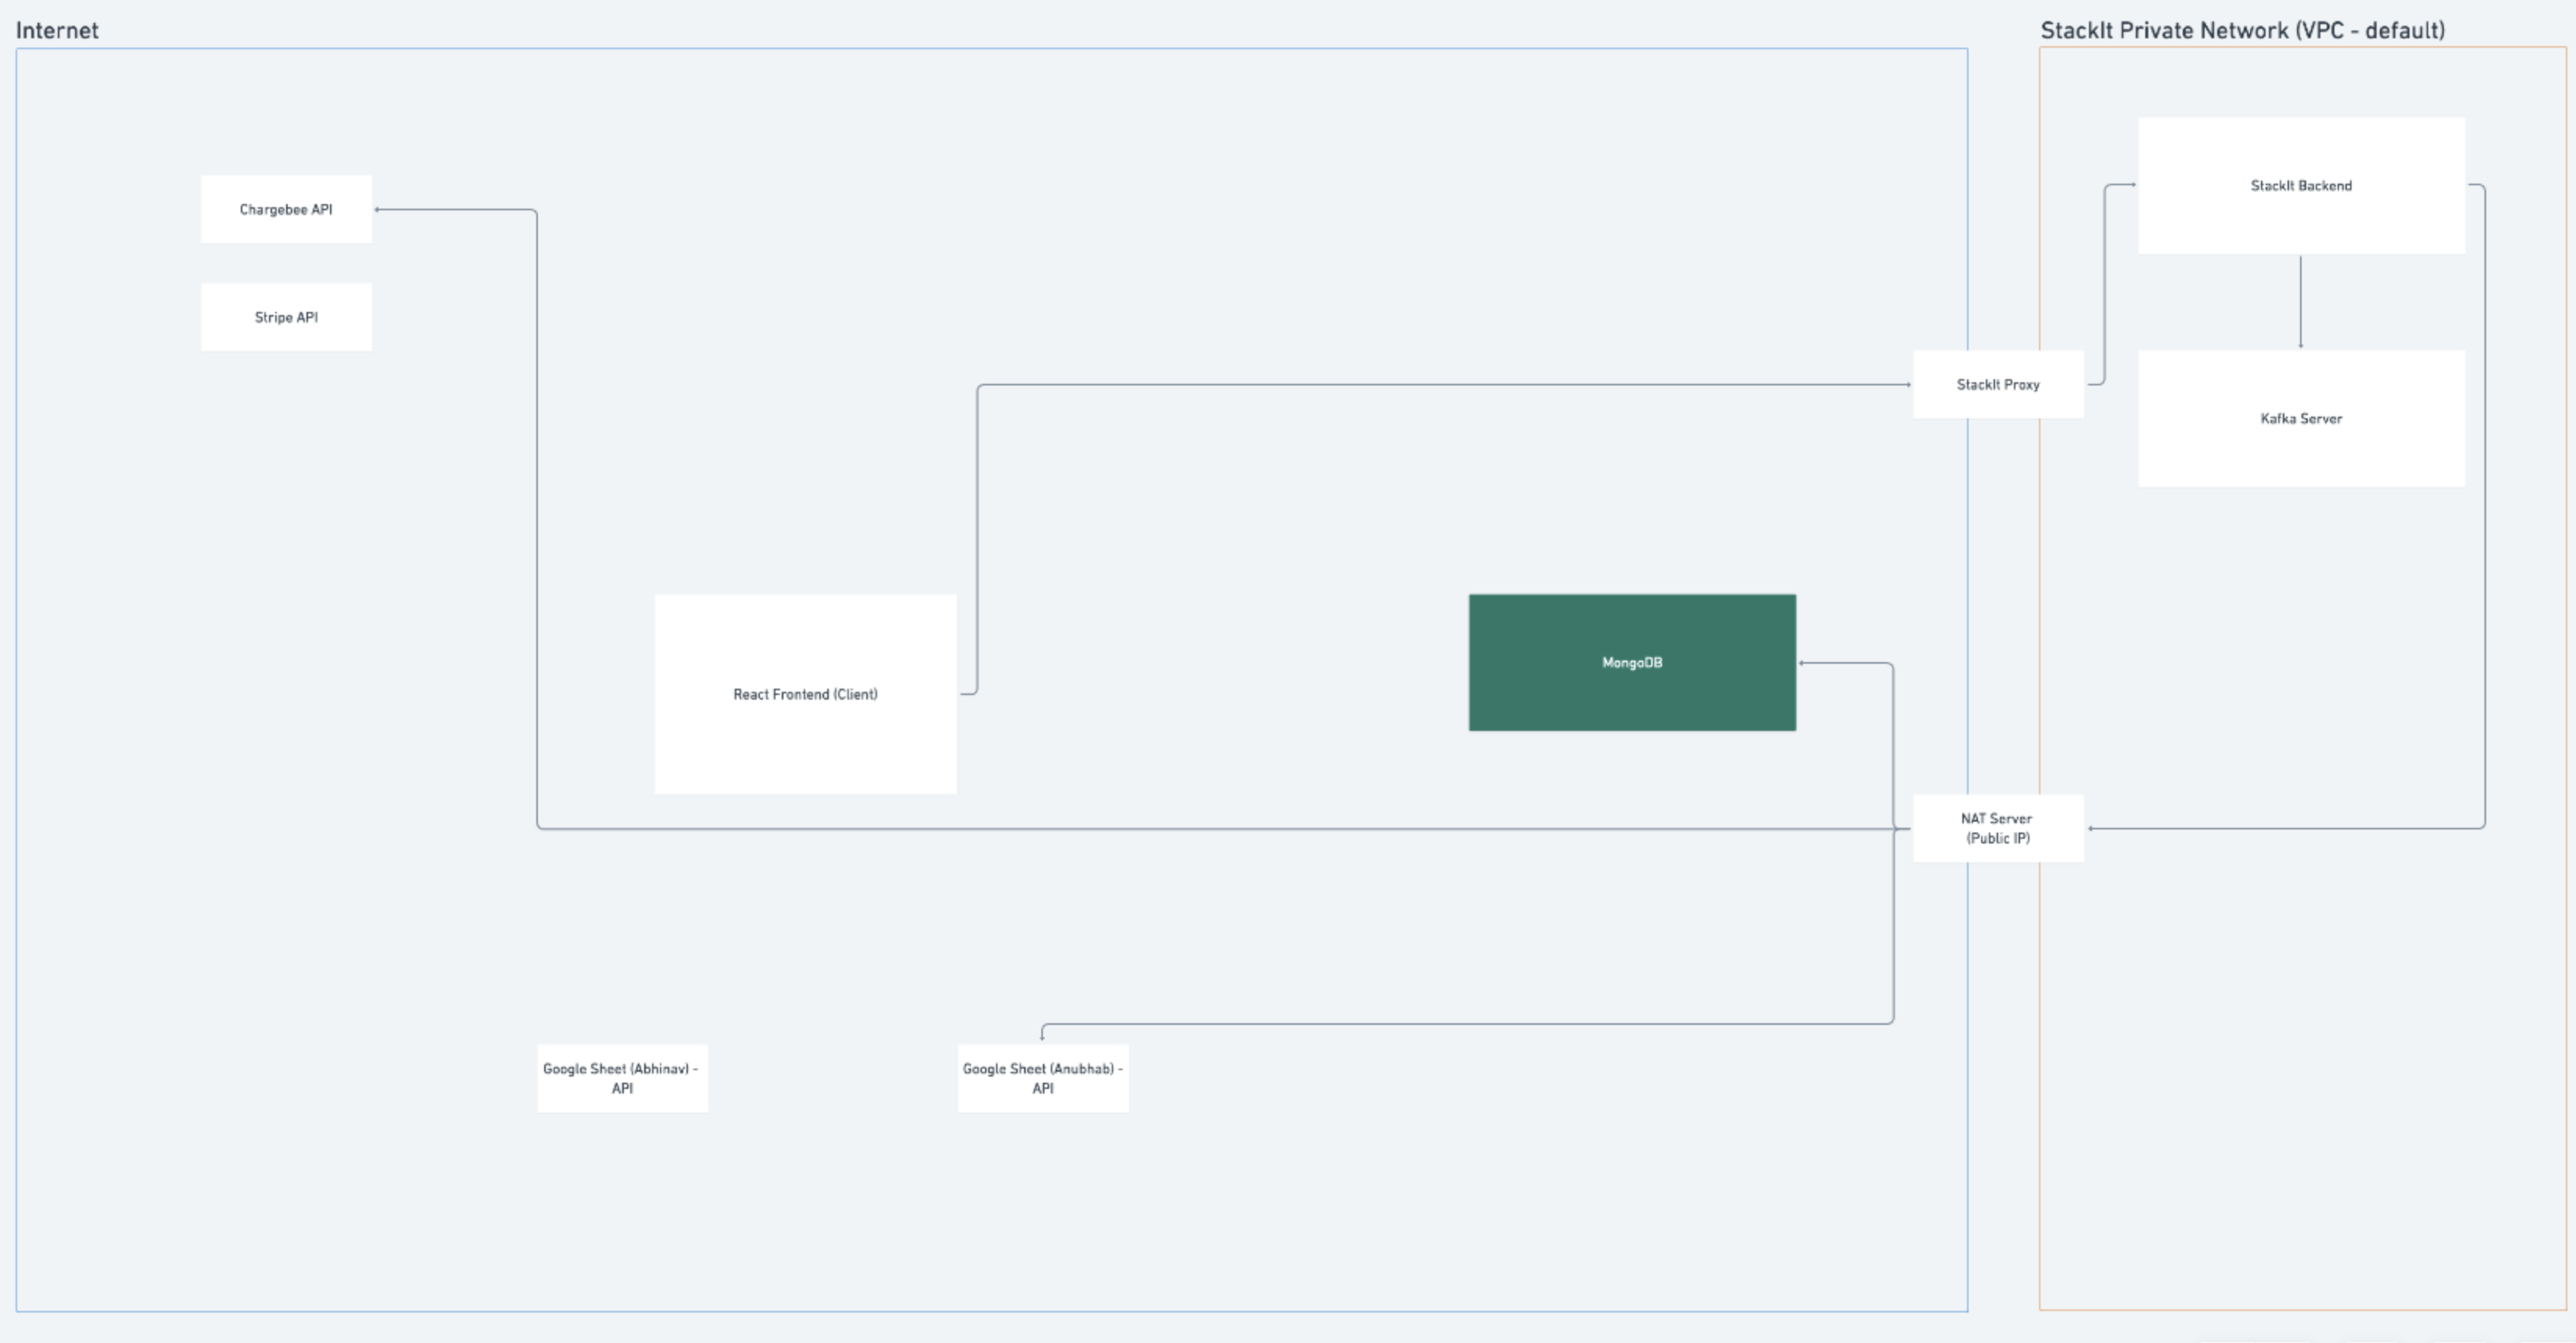 Internet
StackIt Private Network (VPC - default)
Chargebee API
StackIt Backend
Stripe API
StackIt Proxy
Kafka Server
MongoDB
React Frontend (Client)
NAT Server
(Public IP)
Google Sheet (Abhinav) -
API
Google Sheet (Anubhab) -
API